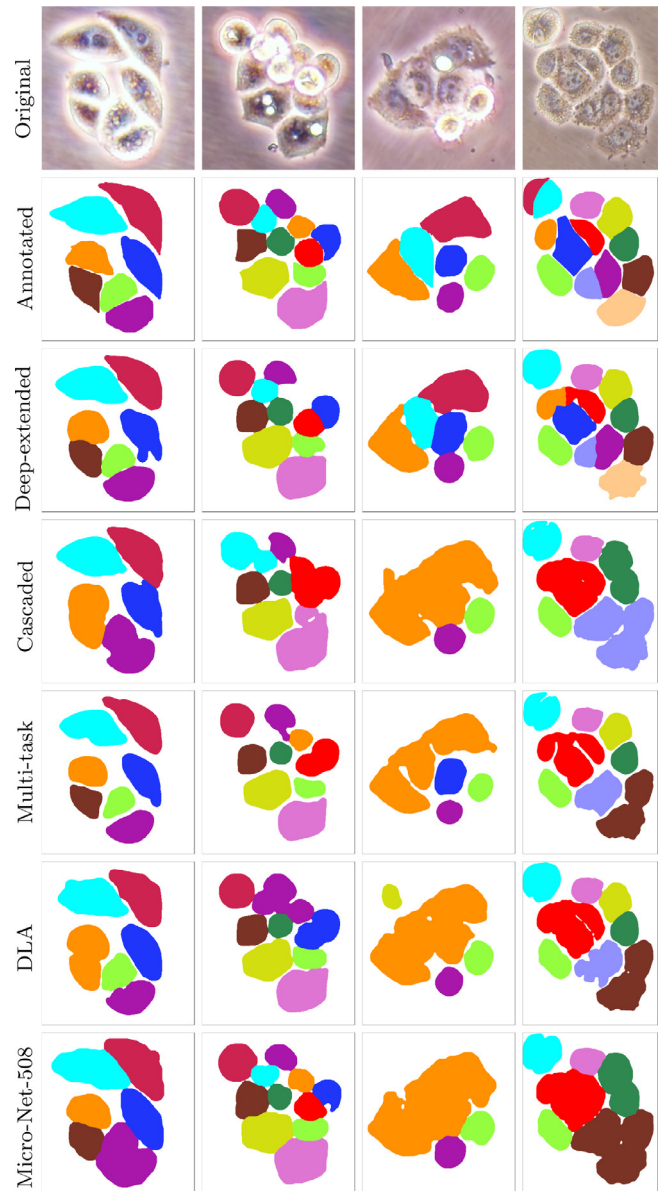 Original
Annotated
Deep-extended
Cascaded
Multi-task
DLA
Micro-Net-508